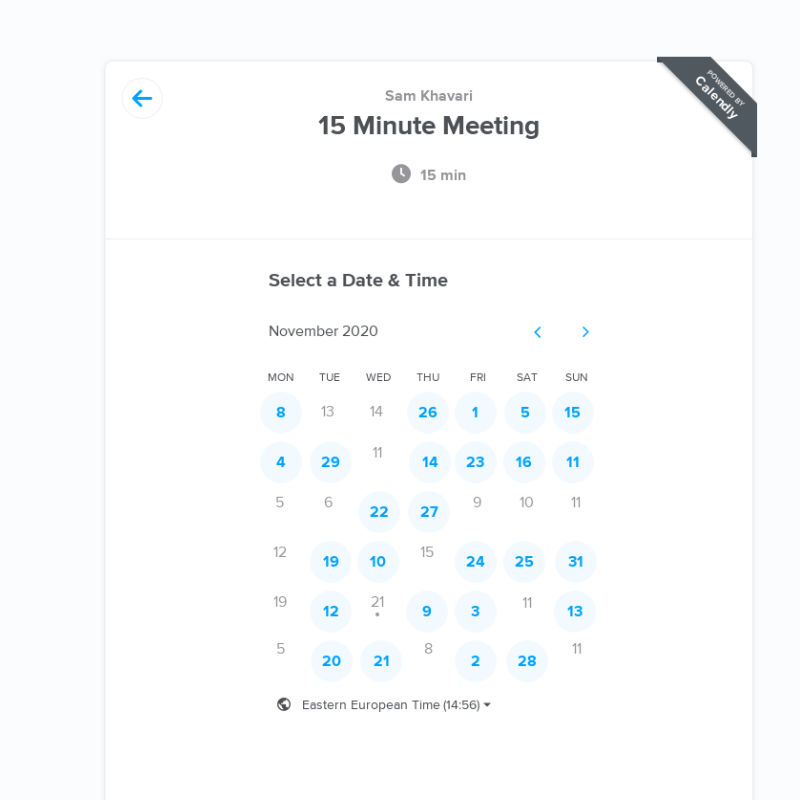 POWERED BY
Calendly
Sam Khavari
15 Minute Meeting
15 min
Select a Date & Time
November 2020
MON TUE WED THU FRI SAT SUN
8 13 14 26 1 5 15
4 29 11 14 23 16 11
5 6 22 27 9 10 11
12 19 10 15 24 25 31
19 12 21 9 3 11 13
5 20 21 8 2 28 11
Eastern European Time (14:56)